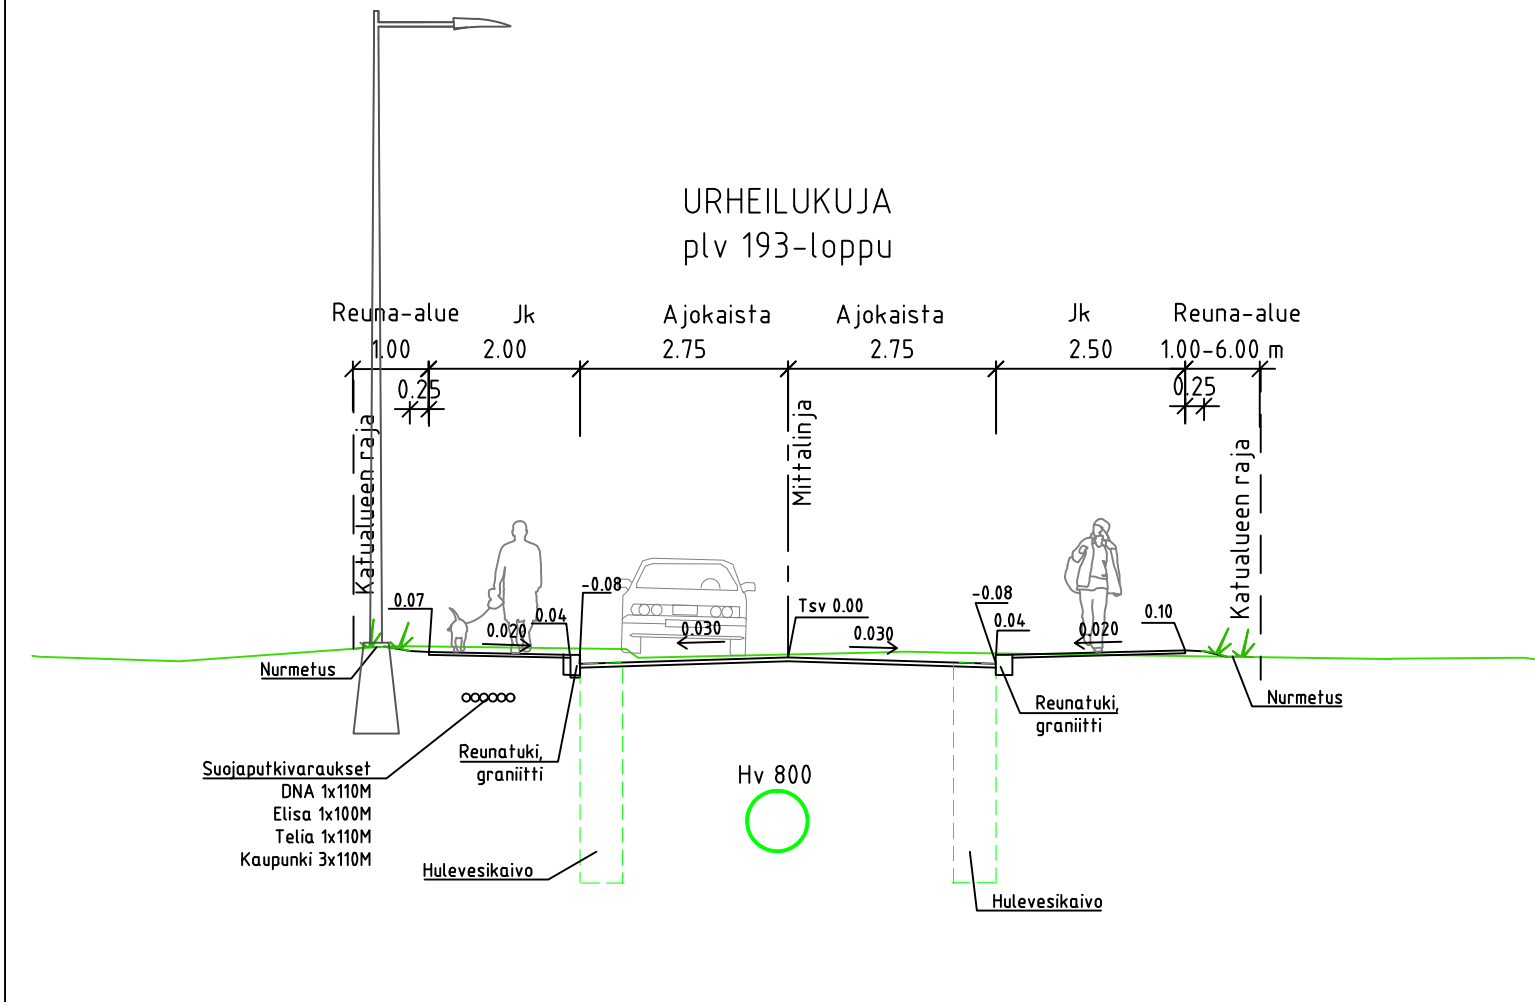 URHEILUKUJA
plv 193-loppu
Reuna-alue
Jk
Ajokaista
Ajokaista
Jk
Reuna-alue
1.00
2.00
2.75
2.75
2.50
1.00-6.00 m
0.25
0.25
Katualueen raja
Mittalinja
Katualueen raja
0.07
0.020
0.04
-0.08
0.030
Tsv 0.00
0.030
-0.08
0.04
0.020
0.10
Nurmetus
Nurmetus
Reunatuki,
graniitti
Reunatuki,
graniitti
Suojaputkivaraukset
DNA 1x110M
Elisa 1x100M
Telia 1x110M
Kaupunki 3x110M
Hv 800
Hulevesikaivo
Hulevesikaivo